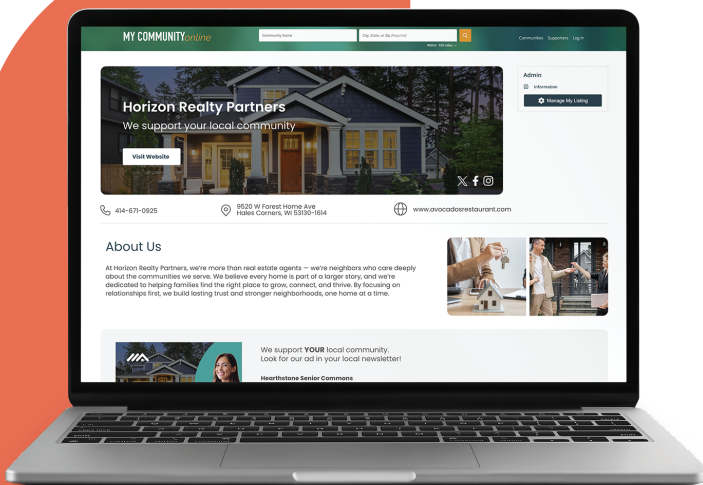 MY COMMUNITYonline
Community Name
City, State, or Zip (Required)
Within 100 miles
Communities Supporters Log In
Horizon Realty Partners
We support your local community
Visit Website
Admin
Information
Manage My Listing
414-671-0925
9520 W Forest Home Ave
Hales Corners, WI 53130-1614
www.avocadosrestaurant.com
About Us
At Horizon Realty Partners, we're more than real estate agents — we're neighbors who care deeply
about the communities we serve. We believe every home is part of a larger story, and we're
dedicated to helping families find the right place to grow, connect, and thrive. By focusing on
relationships first, we build lasting trust and stronger neighborhoods, one home at a time.
We support YOUR local community.
Look for our ad in your local newsletter!
Hearthstone Senior Commons